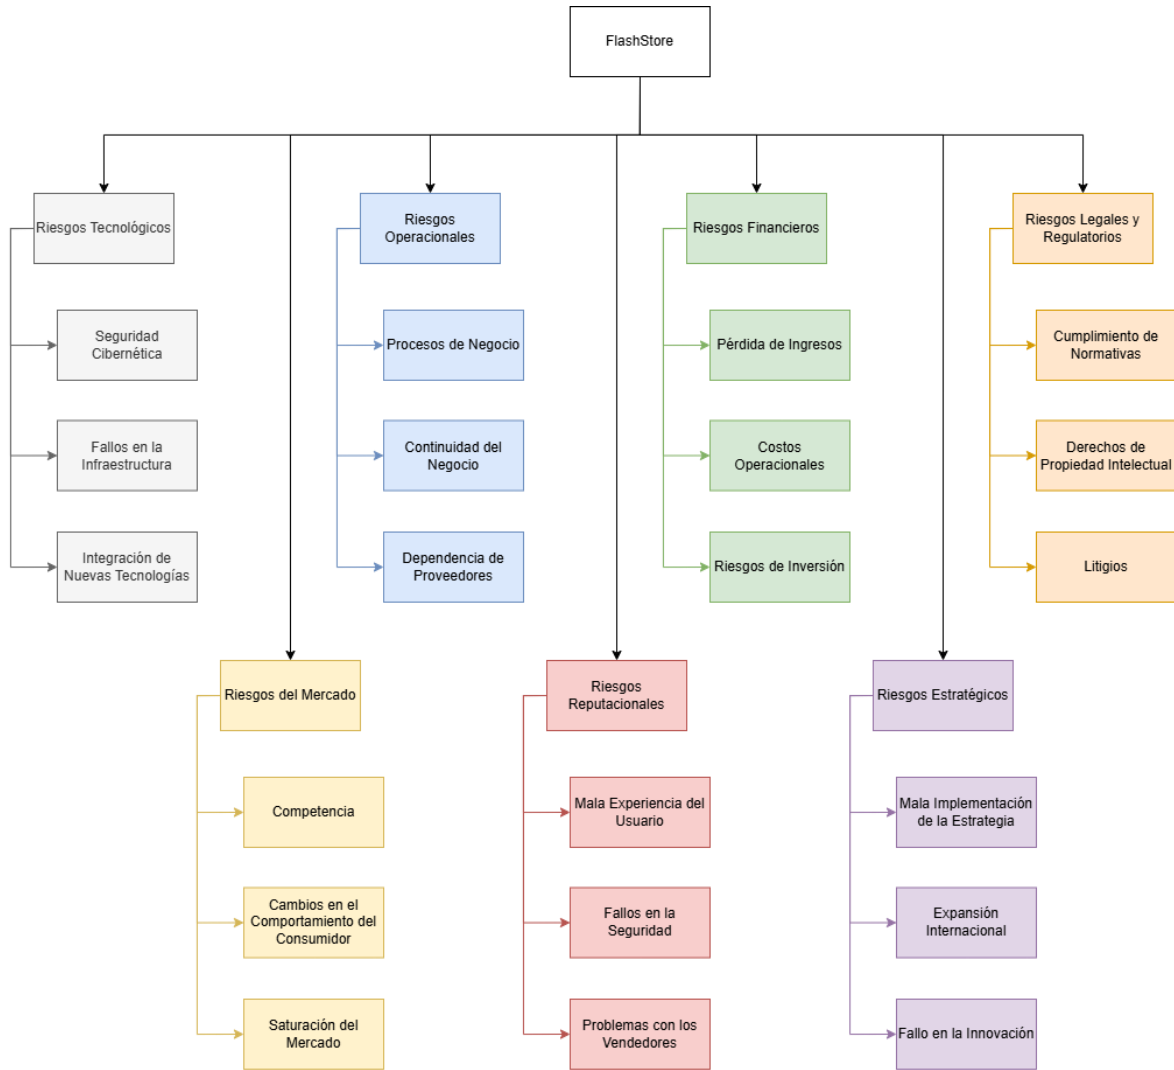 FlashStore
Riesgos Tecnológicos
Seguridad
Cibernética
Fallos en la
Infraestructura
Integración de
Nuevas Tecnologías
Riesgos
Operacionales
Procesos de Negocio
Continuidad del
Negocio
Dependencia de
Proveedores
Riesgos Financieros
Pérdida de Ingresos
Costos
Operacionales
Riesgos de Inversión
Riesgos Legales y
Regulatorios
Cumplimiento de
Normativas
Derechos de
Propiedad Intelectual
Litigios
Riesgos del Mercado
Competencia
Cambios en el
Comportamiento del
Consumidor
Saturación del
Mercado
Riesgos
Reputacionales
Mala Experiencia del
Usuario
Fallos en la
Seguridad
Problemas con los
Vendedores
Riesgos Estratégicos
Mala Implementación
de la Estrategia
Expansión
Internacional
Fallo en la Innovación